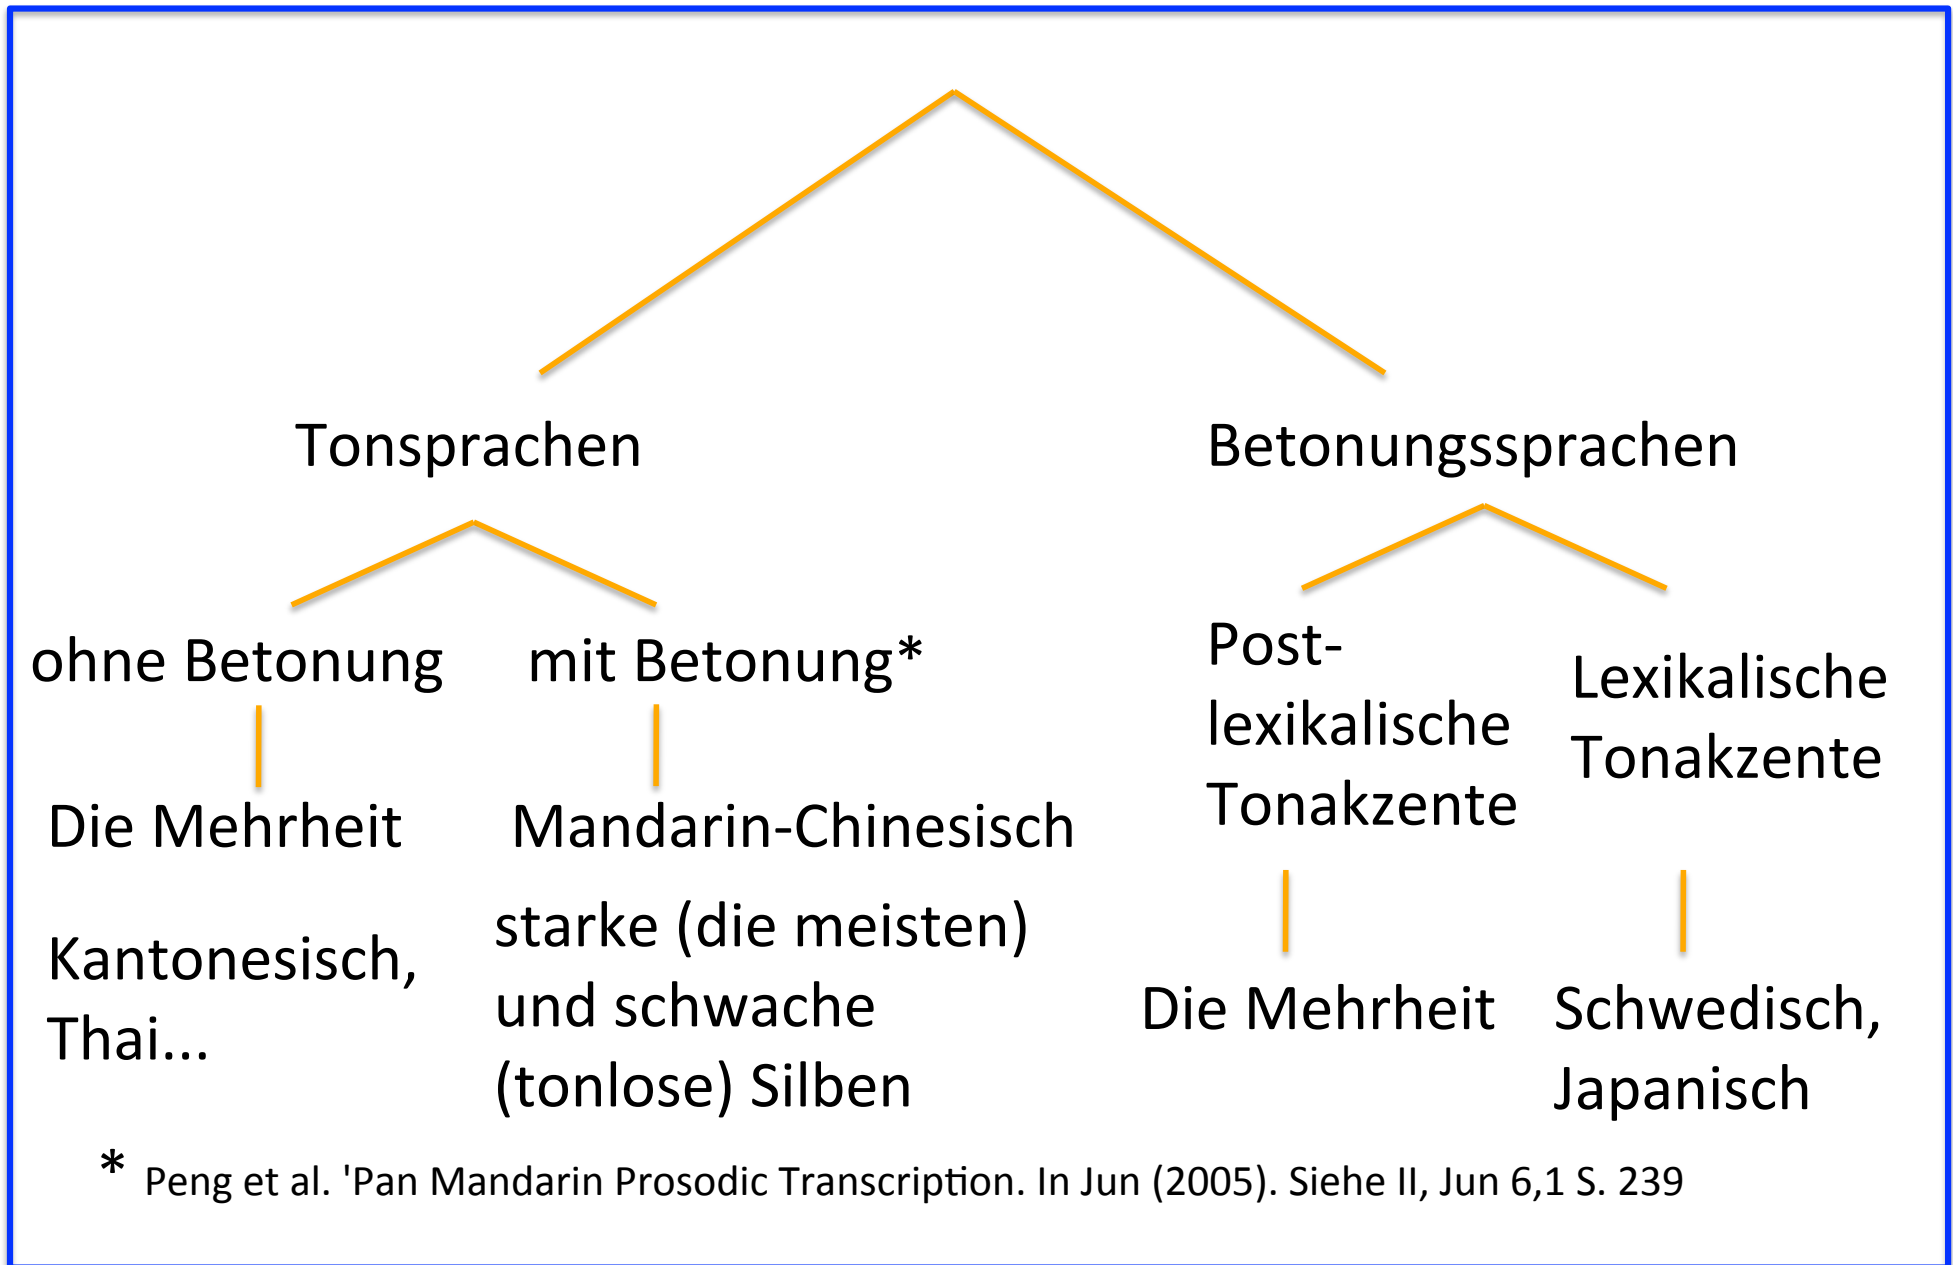 Tonsprachen
Betonungssprachen
ohne Betonung
mit Betonung*
Post-
lexikalische
Tonakzente
Lexikalische
Tonakzente
Die Mehrheit
Kantonesisch,
Thai...
Mandarin-Chinesisch
starke (die meisten)
und schwache
(tonlose) Silben
Die Mehrheit
Schwedisch,
Japanisch
* Peng et al. 'Pan Mandarin Prosodic Transcription. In Jun (2005). Siehe II, Jun 6,1 S. 239